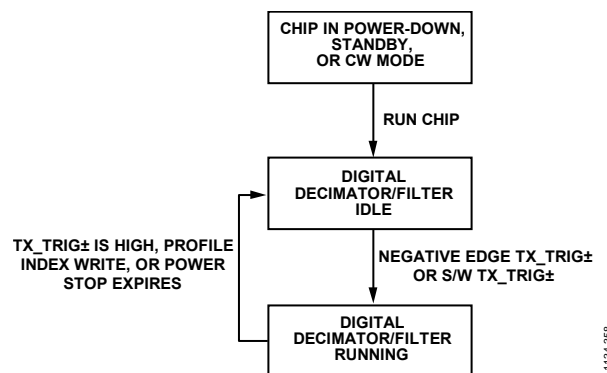 CHIP IN POWER-DOWN,
STANDBY,
OR CW MODE
RUN CHIP
DIGITAL
DECIMATOR/FILTER
IDLE
TX_TRIG± IS HIGH, PROFILE
INDEX WRITE, OR POWER
STOP EXPIRES
NEGATIVE EDGE TX_TRIG±
OR S/W TX_TRIG±
DIGITAL
DECIMATOR/FILTER
RUNNING